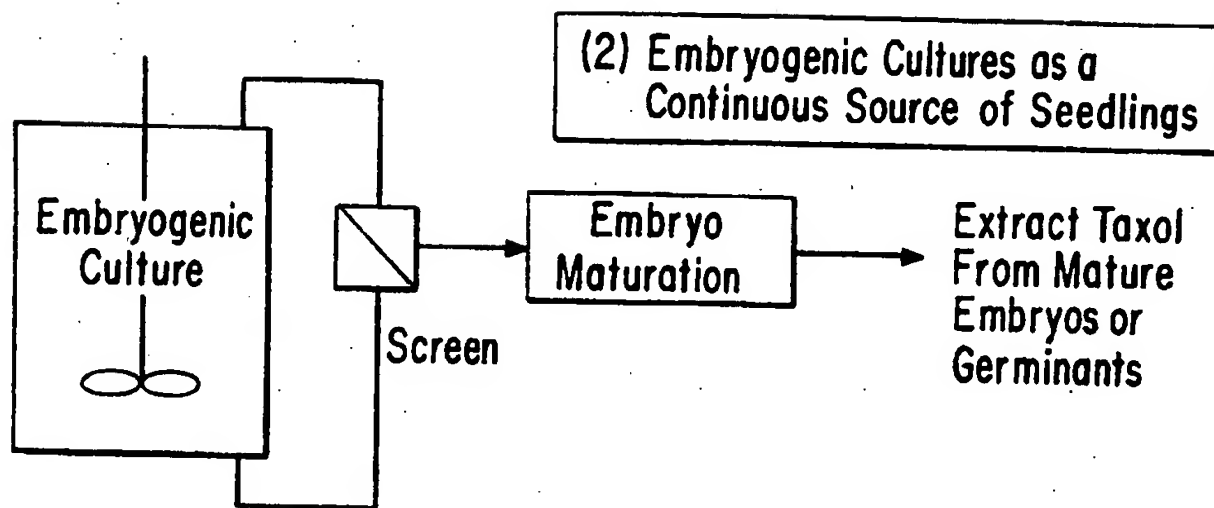 (2) Embryogenic Cultures as a
Continuous Source of Seedlings
Embryogenic
Culture
Screen
Embryo
Maturation
Extract Taxol
From Mature
Embryos or
Germinants